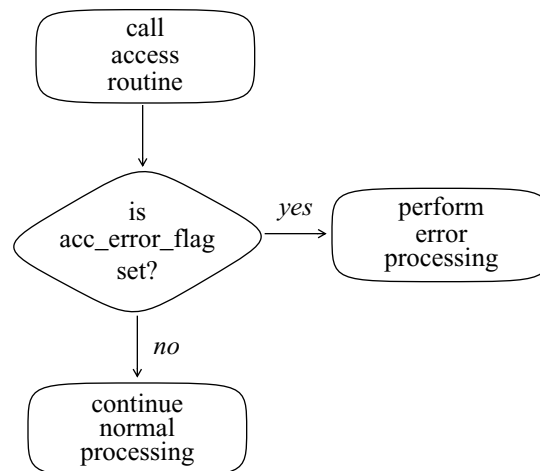 call
access
routine
is
acc_error_flag
set?
yes
perform
error
processing
no
continue
normal
processing